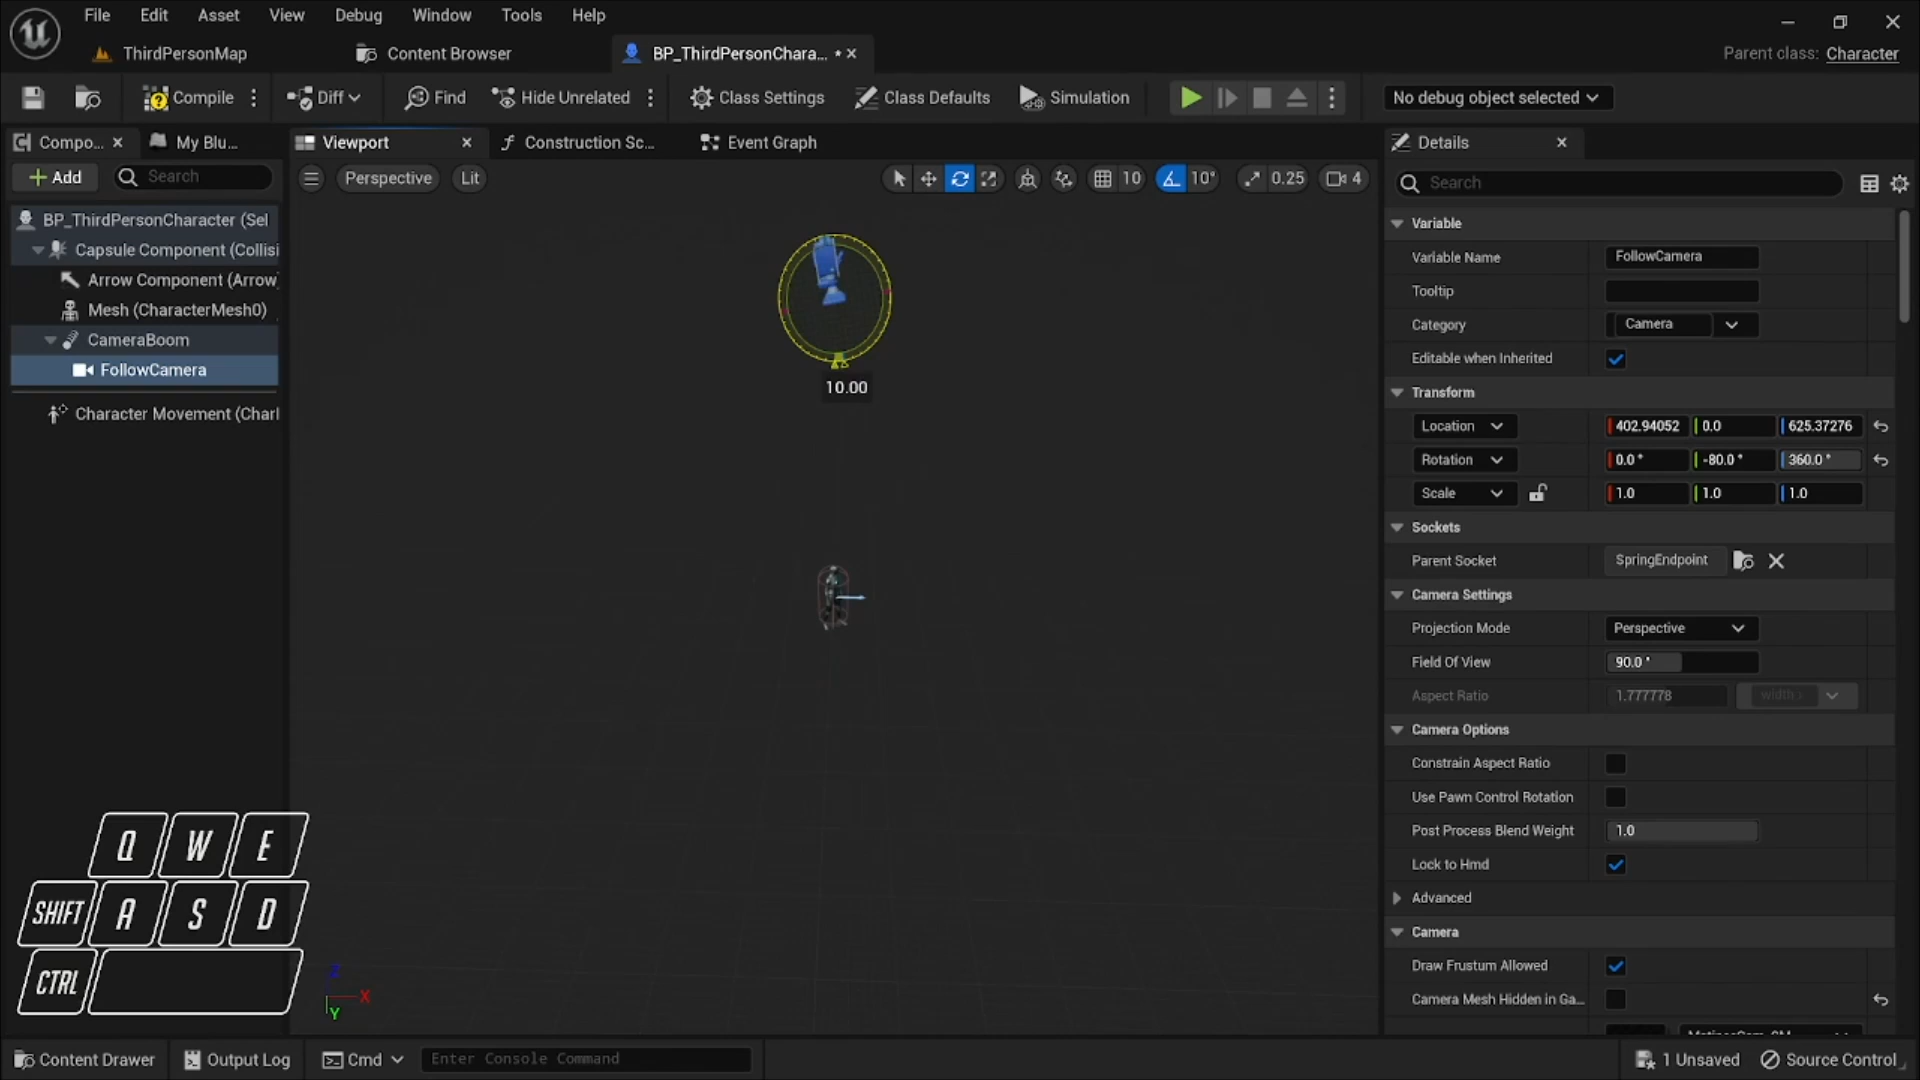 File Edit Asset View Debug Window Tools Help
ThirdPersonMap Content Browser BP_ThirdPersonChara... • Parent class: Character
Compile Diff Find Hide Unrelated Class Settings Class Defaults Simulation No debug object selected
Compo... My Blu... Viewport Construction Sc... Event Graph Details
+ Add Search Perspective Lit 10 10° 0.25 4 Search
BP_ThirdPersonCharacter (Sel
Capsule Component (Collisi
Arrow Component (Arrow
Mesh (CharacterMesh0)
CameraBoom
FollowCamera
Character Movement (Char
10.00
Variable
Variable Name FollowCamera
Tooltip
Category Camera
Editable when Inherited
Transform
Location 402.94052 0.0 625.37276
Rotation 0.0 ° -80.0 ° 360.0 °
Scale 1.0 1.0 1.0
Sockets
Parent Socket SpringEndpoint
Camera Settings
Projection Mode Perspective
Field Of View 90.0 °
Aspect Ratio 1.777778
Camera Options
Constrain Aspect Ratio
Use Pawn Control Rotation
Post Process Blend Weight 1.0
Lock to Hmd
Advanced
Camera
Draw Frustum Allowed
Camera Mesh Hidden in Ga...
Q W E
SHIFT A S D
CTRL
Z
X
Y
Content Drawer Output Log Cmd Enter Console Command 1 Unsaved Source Control